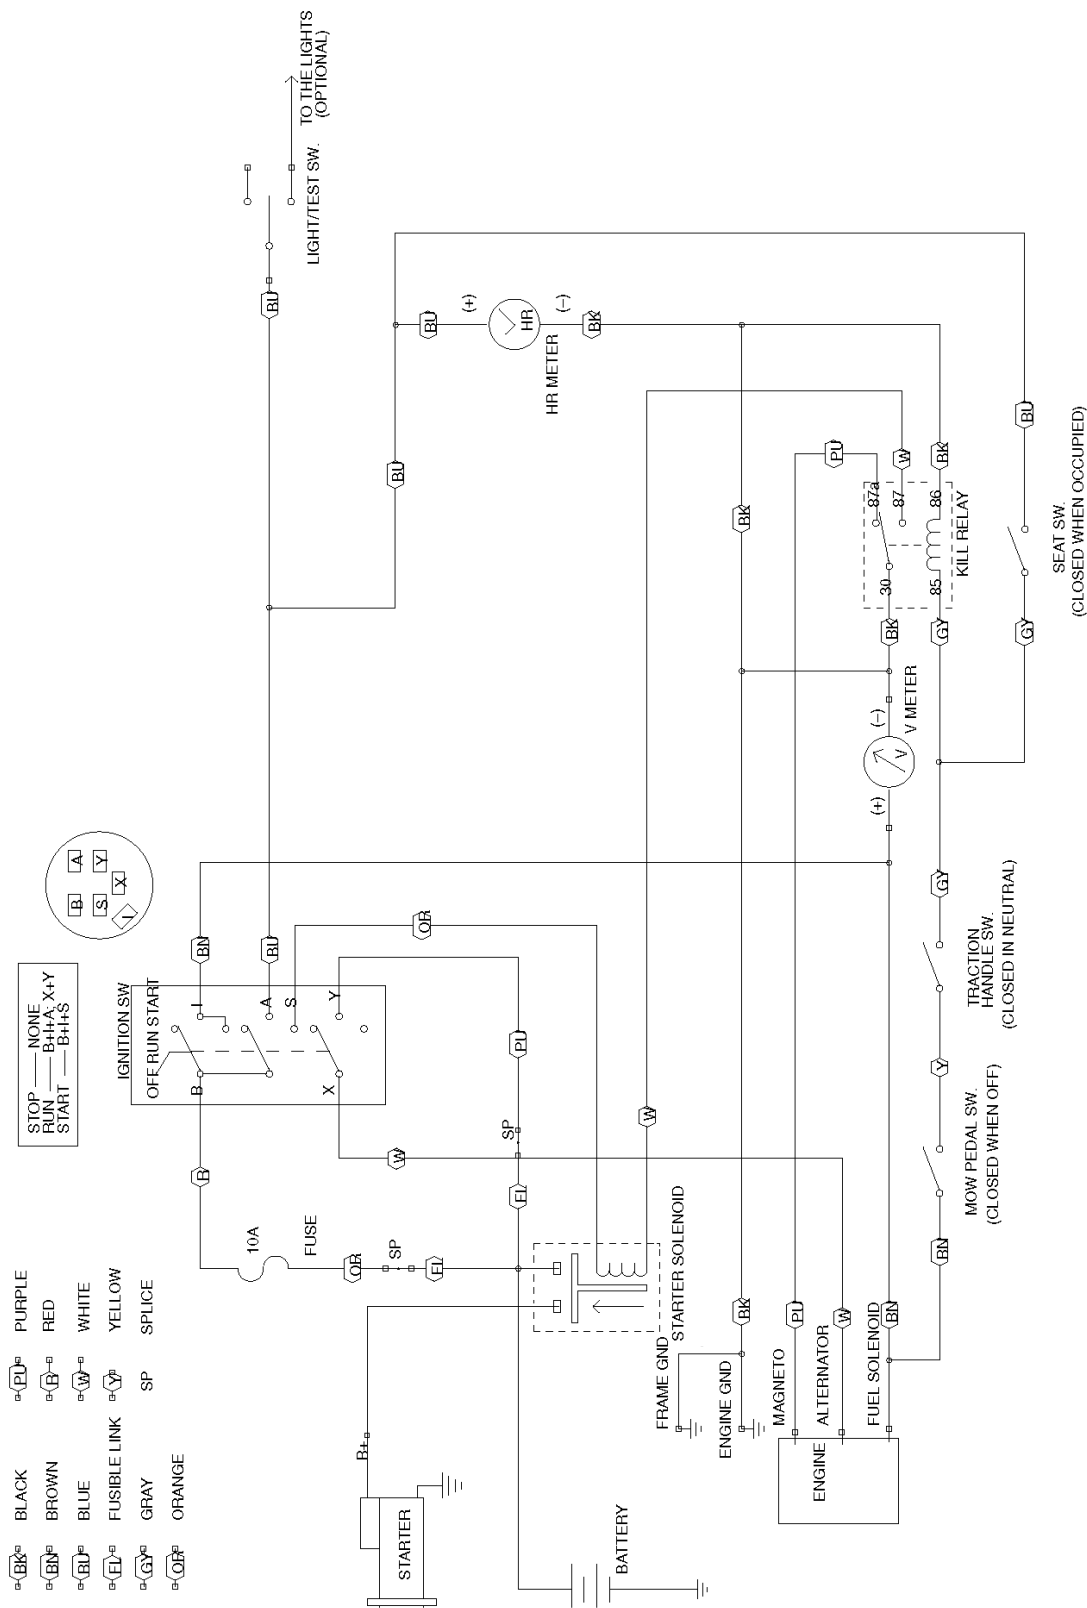 BK BLACK
BN BROWN
BU BLUE
FL FUSIBLE LINK
GY GRAY
OR ORANGE
PU PURPLE
R RED
W WHITE
Y YELLOW
SP SPLICE
STOP NONE
RUN B+I+A; X+Y
START B+I+S
B
A
S
Y
X
I
TO THE LIGHTS
(OPTIONAL)
LIGHT/TEST SW.
BU
IGNITION SW
OFF RUN START
B
I
A
S
Y
X
BN
BU
OR
PU
R
W
10A
FUSE
OR
SP
FL
SP
FL
B+
STARTER
BATTERY
STARTER SOLENOID
W
BU
BU
(+)
HR
(-)
BK
HR METER
BK
PU
W
BK
87a
87
86
30
85
KILL RELAY
BK
GY
BU
GY
SEAT SW.
(CLOSED WHEN OCCUPIED)
(-)
V METER
V
(+)
GY
TRACTION
HANDLE SW.
(CLOSED IN NEUTRAL)
Y
MOW PEDAL SW.
(CLOSED WHEN OFF)
BN
FRAME GND
ENGINE GND
BK
MAGNETO
PU
ALTERNATOR
W
FUEL SOLENOID
BN
ENGINE